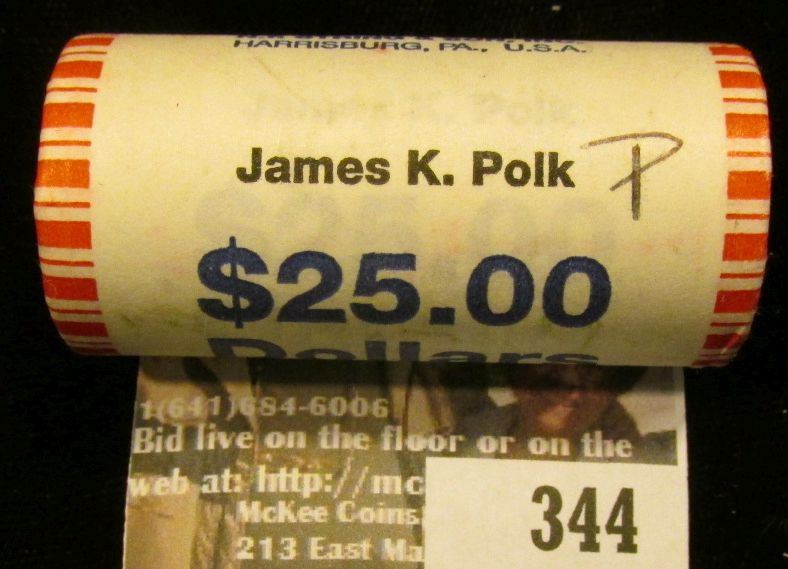 HARRISBURG, PA., U.S.A.
James K. Polk P
$25.00
Dollars
1(641)684-6006
Bid live on the floor or on the
web at: http://mc
McKee Coins
213 East Ma
344